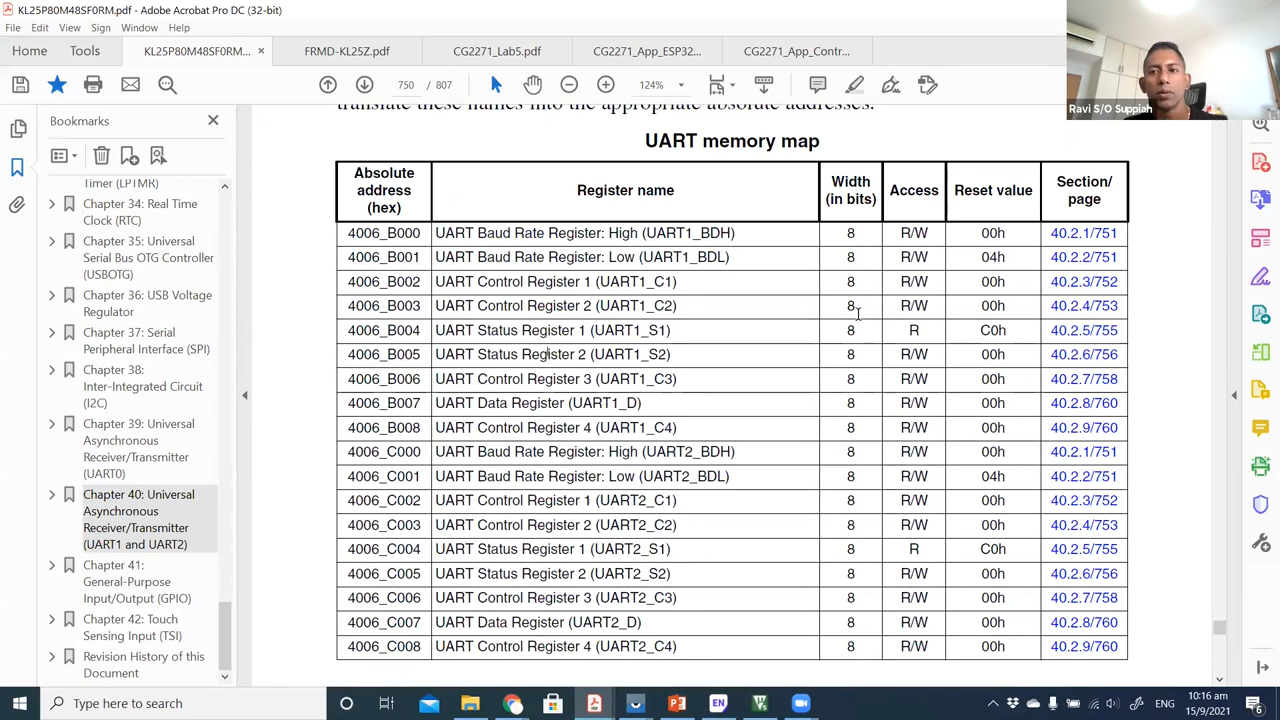 KL25P80M48SF0RM.pdf - Adobe Acrobat Pro DC (32-bit)
File Edit View Sign Window Help
Home Tools KL25P80M48SF0RM... × FRMD-KL25Z.pdf CG2271_Lab5.pdf CG2271_App_ESP32... CG2271_App_Contr...
750 / 807 124%
Ravi S/O Suppiah
translate these names into the appropriate absolute addresses.
Bookmarks
Timer (LPTMR)
Chapter 34: Real Time
Clock (RTC)
Chapter 35: Universal
Serial Bus OTG Controller
(USBOTG)
Chapter 36: USB Voltage
Regulator
Chapter 37: Serial
Peripheral Interface (SPI)
Chapter 38:
Inter-Integrated Circuit
(I2C)
Chapter 39: Universal
Asynchronous
Receiver/Transmitter
(UART0)
Chapter 40: Universal
Asynchronous
Receiver/Transmitter
(UART1 and UART2)
Chapter 41:
General-Purpose
Input/Output (GPIO)
Chapter 42: Touch
Sensing Input (TSI)
Revision History of this
Document
UART memory map
Absolute address (hex) Register name Width (in bits) Access Reset value Section/ page
4006_B000 UART Baud Rate Register: High (UART1_BDH) 8 R/W 00h 40.2.1/751
4006_B001 UART Baud Rate Register: Low (UART1_BDL) 8 R/W 04h 40.2.2/751
4006_B002 UART Control Register 1 (UART1_C1) 8 R/W 00h 40.2.3/752
4006_B003 UART Control Register 2 (UART1_C2) 8 R/W 00h 40.2.4/753
4006_B004 UART Status Register 1 (UART1_S1) 8 R C0h 40.2.5/755
4006_B005 UART Status Register 2 (UART1_S2) 8 R/W 00h 40.2.6/756
4006_B006 UART Control Register 3 (UART1_C3) 8 R/W 00h 40.2.7/758
4006_B007 UART Data Register (UART1_D) 8 R/W 00h 40.2.8/760
4006_B008 UART Control Register 4 (UART1_C4) 8 R/W 00h 40.2.9/760
4006_C000 UART Baud Rate Register: High (UART2_BDH) 8 R/W 00h 40.2.1/751
4006_C001 UART Baud Rate Register: Low (UART2_BDL) 8 R/W 04h 40.2.2/751
4006_C002 UART Control Register 1 (UART2_C1) 8 R/W 00h 40.2.3/752
4006_C003 UART Control Register 2 (UART2_C2) 8 R/W 00h 40.2.4/753
4006_C004 UART Status Register 1 (UART2_S1) 8 R C0h 40.2.5/755
4006_C005 UART Status Register 2 (UART2_S2) 8 R/W 00h 40.2.6/756
4006_C006 UART Control Register 3 (UART2_C3) 8 R/W 00h 40.2.7/758
4006_C007 UART Data Register (UART2_D) 8 R/W 00h 40.2.8/760
4006_C008 UART Control Register 4 (UART2_C4) 8 R/W 00h 40.2.9/760
Type here to search EN ENG 10:16 am
15/9/2021 6